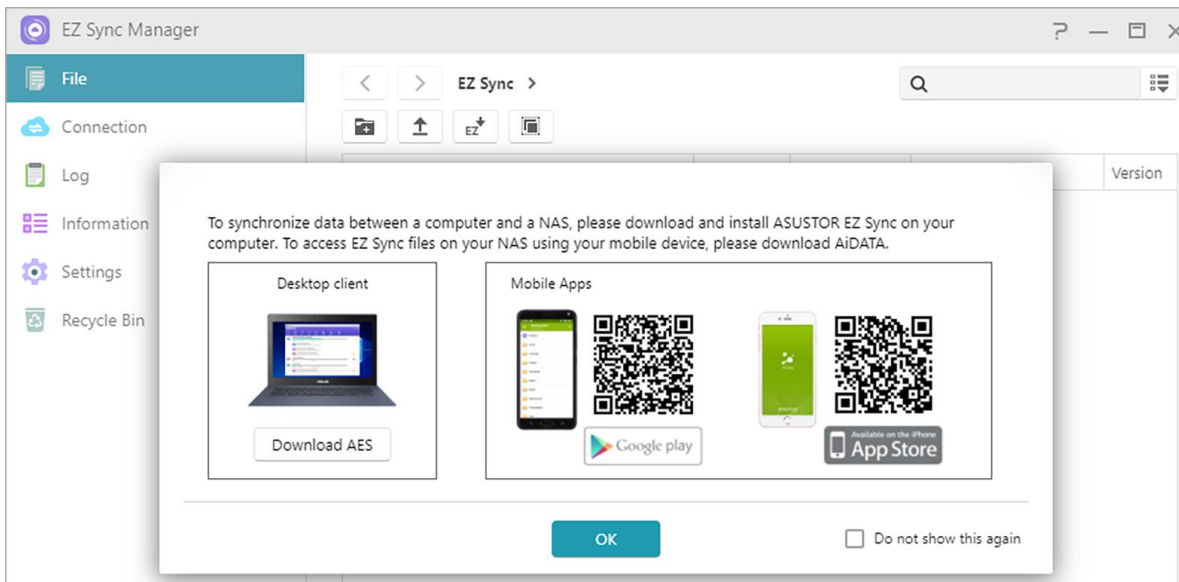 EZ Sync Manager
File
Connection
Log
Information
Settings
Recycle Bin
EZ Sync >
EZ
Version
To synchronize data between a computer and a NAS, please download and install ASUSTOR EZ Sync on your
computer. To access EZ Sync files on your NAS using your mobile device, please download AiDATA.
Desktop client
Mobile Apps
Download AES
Google play
Available on the iPhone
App Store
OK
Do not show this again